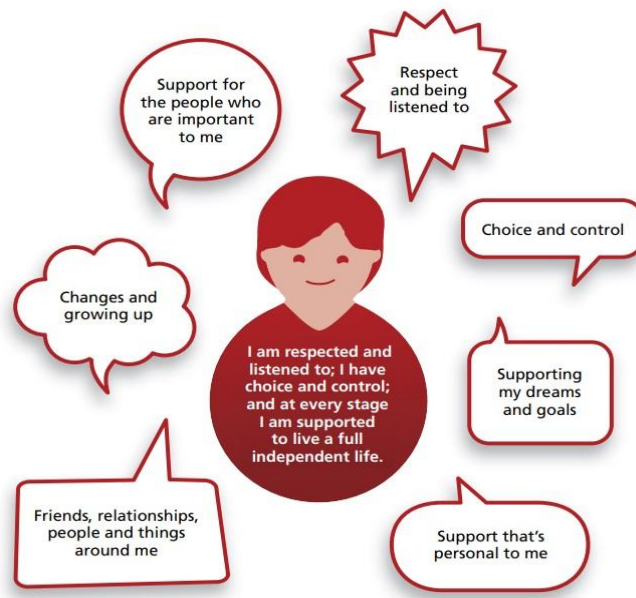 Support for
the people who
are important
to me
Respect
and being
listened to
Choice and control
Changes and
growing up
I am respected and
listened to; I have
choice and control;
and at every stage
I am supported
to live a full
independent life.
Supporting
my dreams
and goals
Friends, relationships,
people and things
around me
Support that's
personal to me